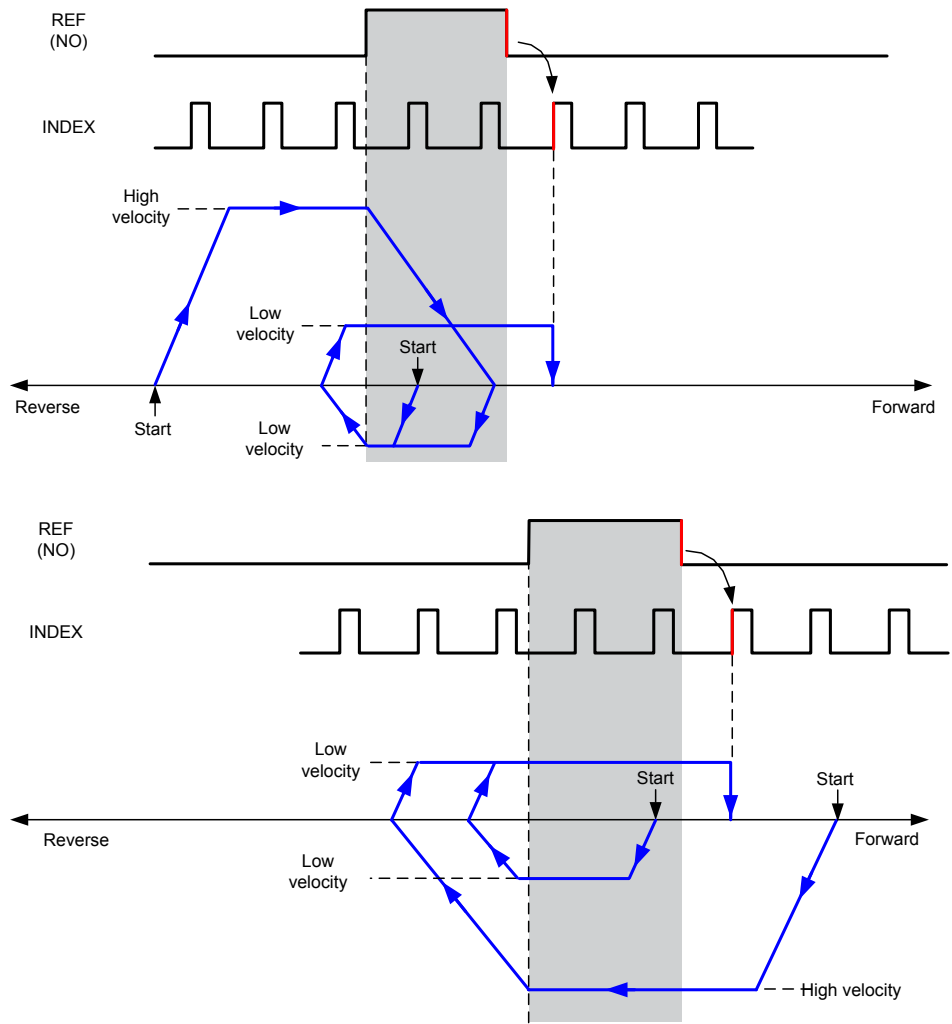 REF
(NO)
INDEX
High
velocity
Low
velocity
Start
Reverse
Forward
Start
Low
velocity
REF
(NO)
INDEX
Low
velocity
Start
Start
Reverse
Forward
Low
velocity
High velocity